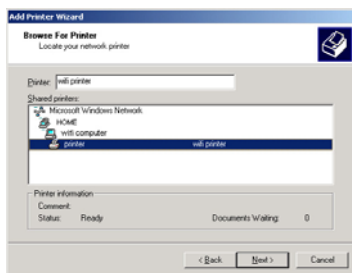 Add Printer Wizard
Browse For Printer
Locate your network printer
Printer: wifi printer
Shared printers:
Microsoft Windows Network
HOME
wifi computer
printer wifi printer
Printer information
Comment:
Status: Ready Documents Waiting: 0
< Back Next > Cancel